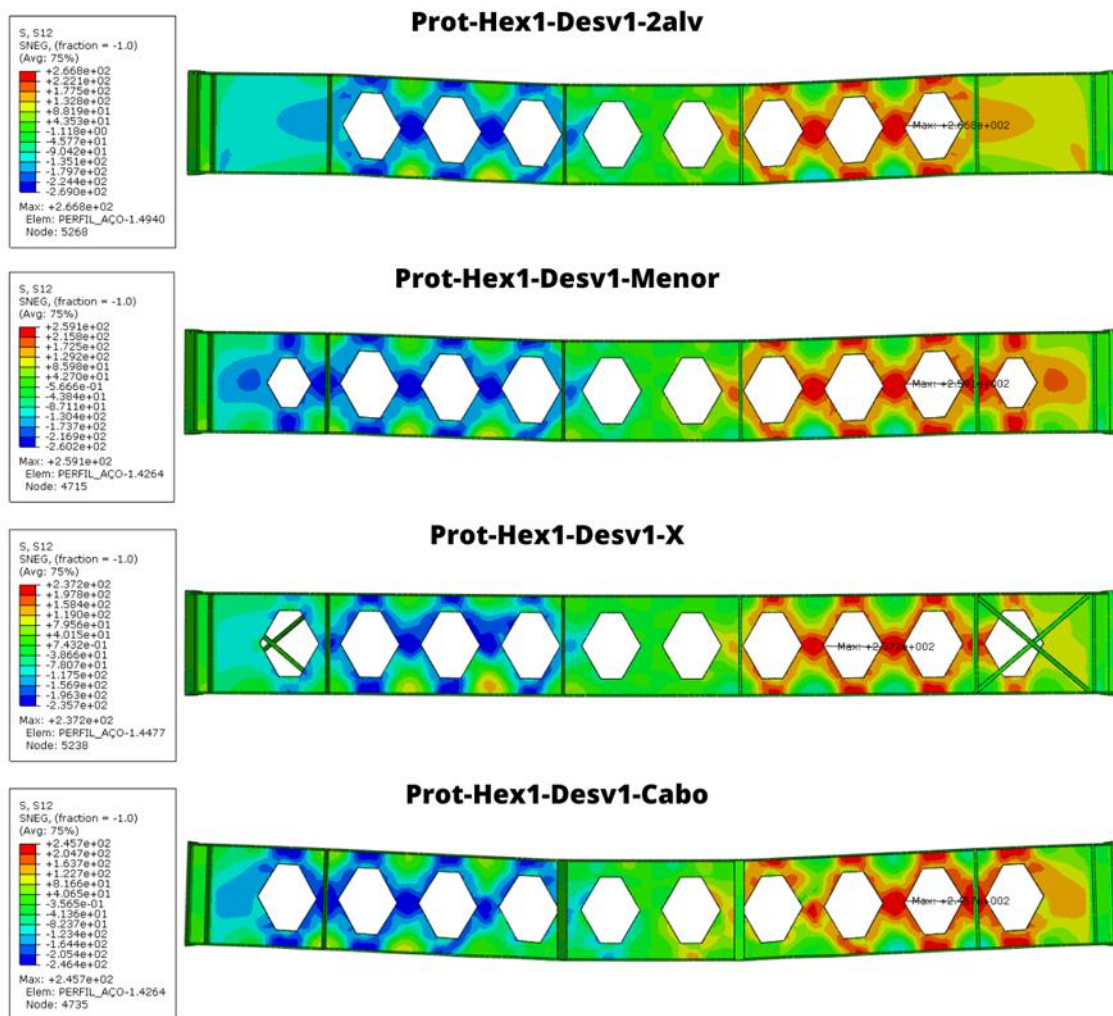 Prot-Hex1-Desv1-2alv
S, S12
SNEG, (fraction = -1.0)
(Avg: 75%)
+2.668e+02
+2.221e+02
+1.775e+02
+1.328e+02
+8.819e+01
+4.353e+01
-1.118e+00
-4.577e+01
-9.042e+01
-1.351e+02
-1.797e+02
-2.244e+02
-2.690e+02
Max: +2.668e+02
Elem: PERFIL_AÇO-1.4940
Node: 5268
Max: +2.668e+002
Prot-Hex1-Desv1-Menor
S, S12
SNEG, (fraction = -1.0)
(Avg: 75%)
+2.591e+02
+2.158e+02
+1.725e+02
+1.292e+02
+8.598e+01
+4.270e+01
-5.666e-01
-4.384e+01
-8.711e+01
-1.304e+02
-1.737e+02
-2.169e+02
-2.602e+02
Max: +2.591e+02
Elem: PERFIL_AÇO-1.4264
Node: 4715
Max: +2.591e+002
Prot-Hex1-Desv1-X
S, S12
SNEG, (fraction = -1.0)
(Avg: 75%)
+2.372e+02
+1.978e+02
+1.584e+02
+1.190e+02
+7.956e+01
+4.015e+01
+7.432e-01
-3.866e+01
-7.807e+01
-1.175e+02
-1.569e+02
-1.963e+02
-2.357e+02
Max: +2.372e+02
Elem: PERFIL_AÇO-1.4477
Node: 5238
Max: +2.372e+002
Prot-Hex1-Desv1-Cabo
S, S12
SNEG, (fraction = -1.0)
(Avg: 75%)
+2.457e+02
+2.047e+02
+1.637e+02
+1.227e+02
+8.166e+01
+4.065e+01
-3.565e-01
-4.136e+01
-8.237e+01
-1.234e+02
-1.644e+02
-2.054e+02
-2.464e+02
Max: +2.457e+02
Elem: PERFIL_AÇO-1.4264
Node: 4735
Max: +2.457e+002